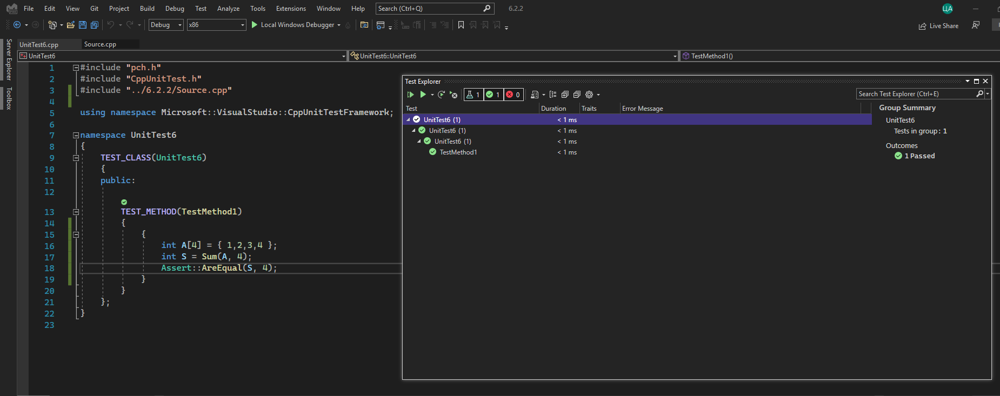 File Edit View Git Project Build Debug Test Analyze Tools Extensions Window Help Search (Ctrl+Q) 6.2.2 ЦА
Debug x86 Local Windows Debugger Live Share
Server Explorer
Toolbox
UnitTest6.cpp Source.cpp
UnitTest6 UnitTest6::UnitTest6 TestMethod1()
1 #include "pch.h"
2 #include "CppUnitTest.h"
3 #include "../6.2.2/Source.cpp"
4
5 using namespace Microsoft::VisualStudio::CppUnitTestFramework;
6
7 namespace UnitTest6
8 {
9 TEST_CLASS(UnitTest6)
10 {
11 public:
12
13 TEST_METHOD(TestMethod1)
14 {
15 {
16 int A[4] = { 1,2,3,4 };
17 int S = Sum(A, 4);
18 Assert::AreEqual(S, 4);
19 }
20 }
21 };
22 }
23
Test Explorer
1 1 0 Search Test Explorer (Ctrl+E)
Test Duration Traits Error Message
UnitTest6 (1) < 1 ms
UnitTest6 (1) < 1 ms
UnitTest6 (1) < 1 ms
TestMethod1 < 1 ms
Group Summary
UnitTest6
Tests in group: 1
Outcomes
1 Passed